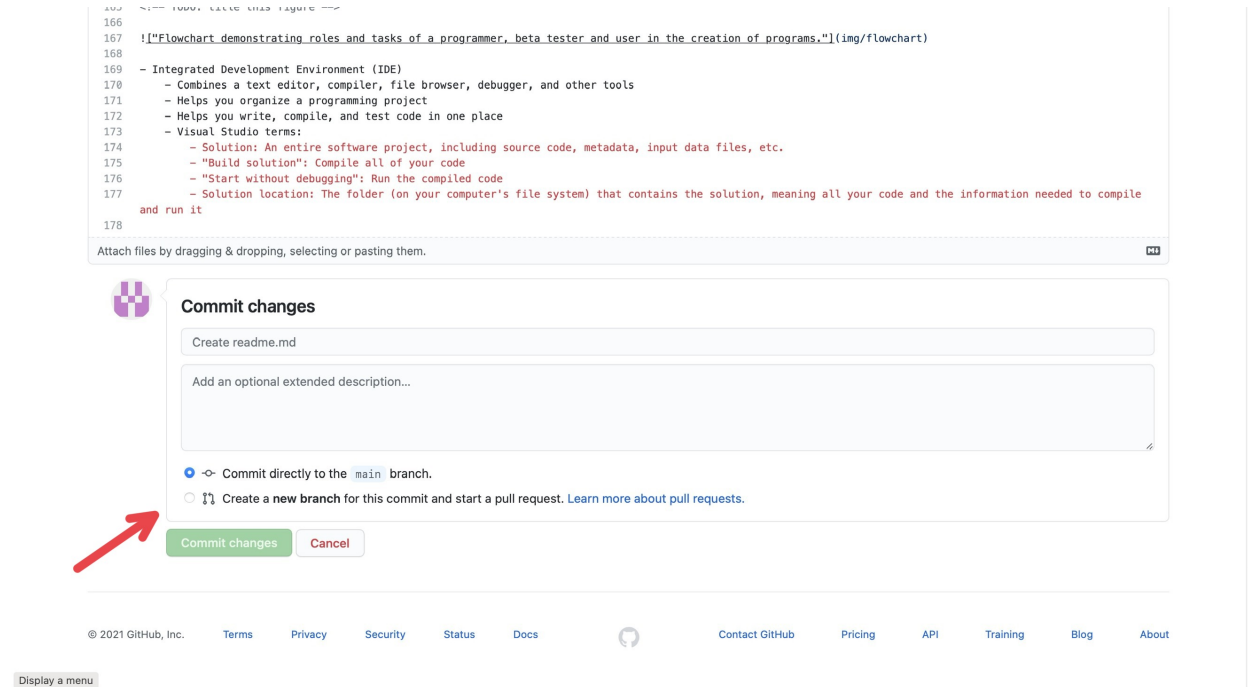 165 <!-- TODO: title this figure -->
166
167 !["Flowchart demonstrating roles and tasks of a programmer, beta tester and user in the creation of programs."](img/flowchart)
168
169 - Integrated Development Environment (IDE)
170 - Combines a text editor, compiler, file browser, debugger, and other tools
171 - Helps you organize a programming project
172 - Helps you write, compile, and test code in one place
173 - Visual Studio terms:
174 - Solution: An entire software project, including source code, metadata, input data files, etc.
175 - "Build solution": Compile all of your code
176 - "Start without debugging": Run the compiled code
177 - Solution location: The folder (on your computer's file system) that contains the solution, meaning all your code and the information needed to compile
and run it
178
Attach files by dragging & dropping, selecting or pasting them.
Commit changes
Create readme.md
Add an optional extended description...
Commit directly to the main branch.
Create a new branch for this commit and start a pull request. Learn more about pull requests.
Commit changes Cancel
© 2021 GitHub, Inc. Terms Privacy Security Status Docs Contact GitHub Pricing API Training Blog About
Display a menu